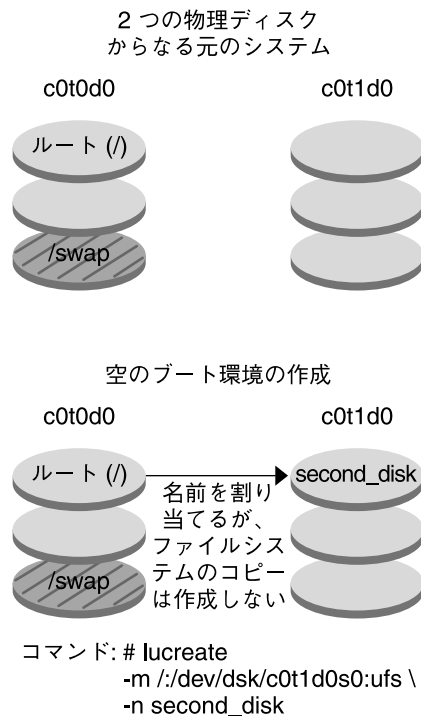 2 つの物理ディスク
からなる元のシステム
c0t0d0
c0t1d0
ルート (/)
/swap
空のブート環境の作成
c0t0d0
c0t1d0
ルート (/)
second_disk
名前を割り
当てるが、
ファイルシス
テムのコピー
は作成しない
/swap
コマンド: # lucreate
-m /:/dev/dsk/c0t1d0s0:ufs \
-n second_disk